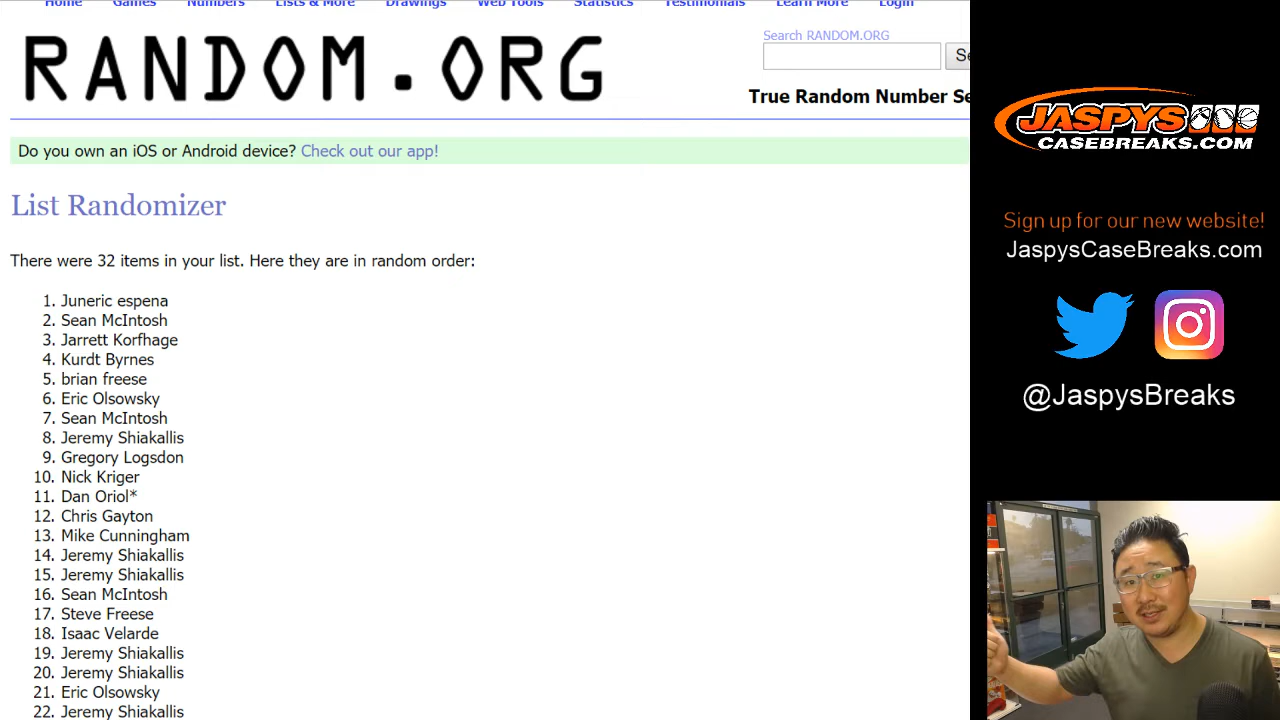 Home Games Numbers Lists & More Drawings Web Tools Statistics Testimonials Learn More Login
RANDOM.ORG
Search RANDOM.ORG
True Random Number Se
Do you own an iOS or Android device? Check out our app!
List Randomizer
There were 32 items in your list. Here they are in random order:
1. Juneric espena
2. Sean McIntosh
3. Jarrett Korfhage
4. Kurdt Byrnes
5. brian freese
6. Eric Olsowsky
7. Sean McIntosh
8. Jeremy Shiakallis
9. Gregory Logsdon
10. Nick Kriger
11. Dan Oriol*
12. Chris Gayton
13. Mike Cunningham
14. Jeremy Shiakallis
15. Jeremy Shiakallis
16. Sean McIntosh
17. Steve Freese
18. Isaac Velarde
19. Jeremy Shiakallis
20. Jeremy Shiakallis
21. Eric Olsowsky
22. Jeremy Shiakallis
JASPYS
CASEBREAKS.COM
Sign up for our new website!
JaspysCaseBreaks.com
@JaspysBreaks